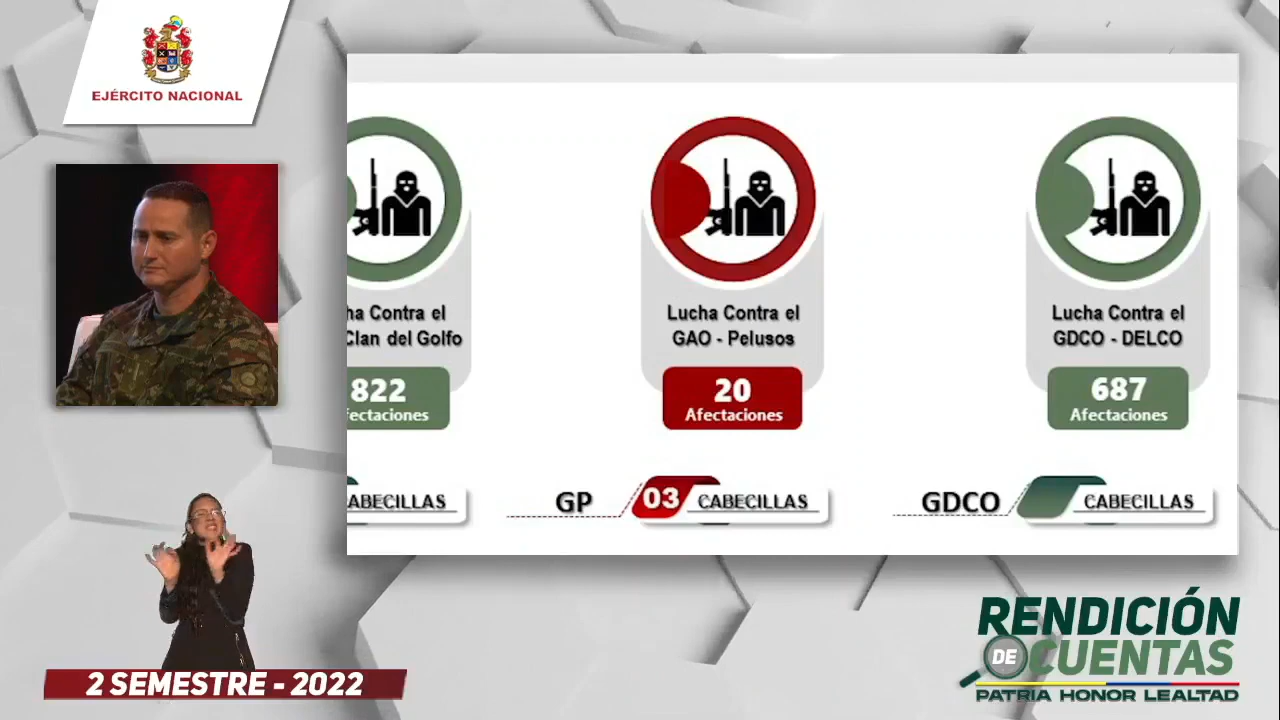 EJÉRCITO NACIONAL
ha Contra el
Clan del Golfo
822
fectaciones
ABECILLAS
Lucha Contra el
GAO - Pelusos
20
Afectaciones
GP 03 CABECILLAS
Lucha Contra el
GDCO - DELCO
687
Afectaciones
GDCO CABECILLAS
2 SEMESTRE - 2022
RENDICIÓN
DE CUENTAS
PATRIA HONOR LEALTAD